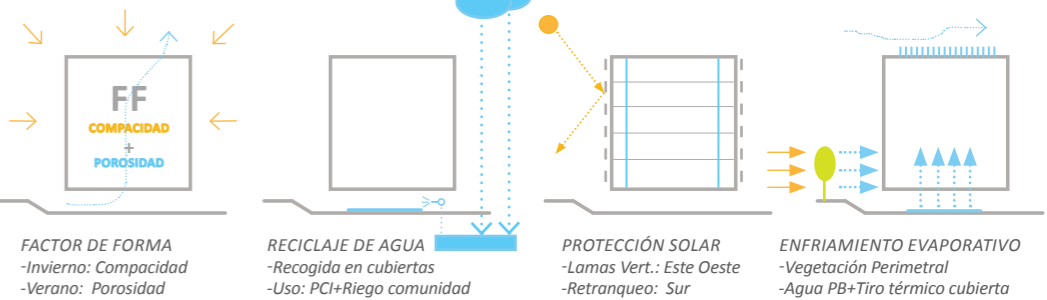 FF
COMPACIDAD
+
POROSIDAD
FACTOR DE FORMA
-Invierno: Compacidad
-Verano: Porosidad
RECICLAJE DE AGUA
-Recogida en cubiertas
-Uso: PCI+Riego comunidad
PROTECCIÓN SOLAR
-Lamas Vert.: Este Oeste
-Retranqueo: Sur
ENFRIAMIENTO EVAPORATIVO
-Vegetación Perimetral
-Agua PB+Tiro térmico cubierta